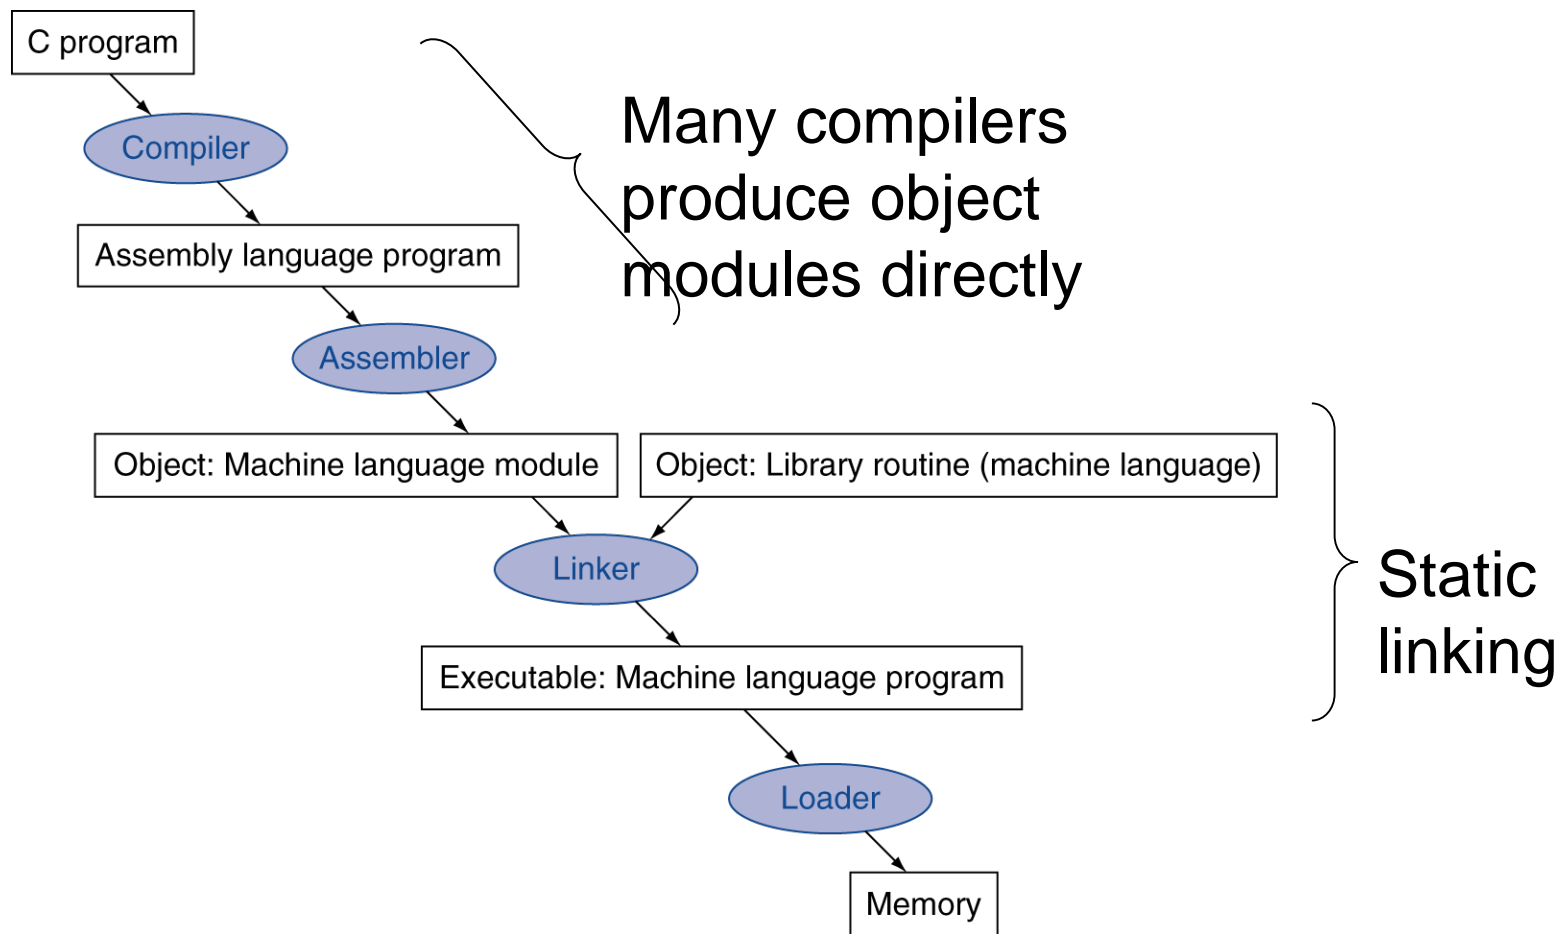 C program
Compiler
Many compilers
produce object
modules directly
Assembly language program
Assembler
Object: Machine language module
Object: Library routine (machine language)
Linker
Static
linking
Executable: Machine language program
Loader
Memory